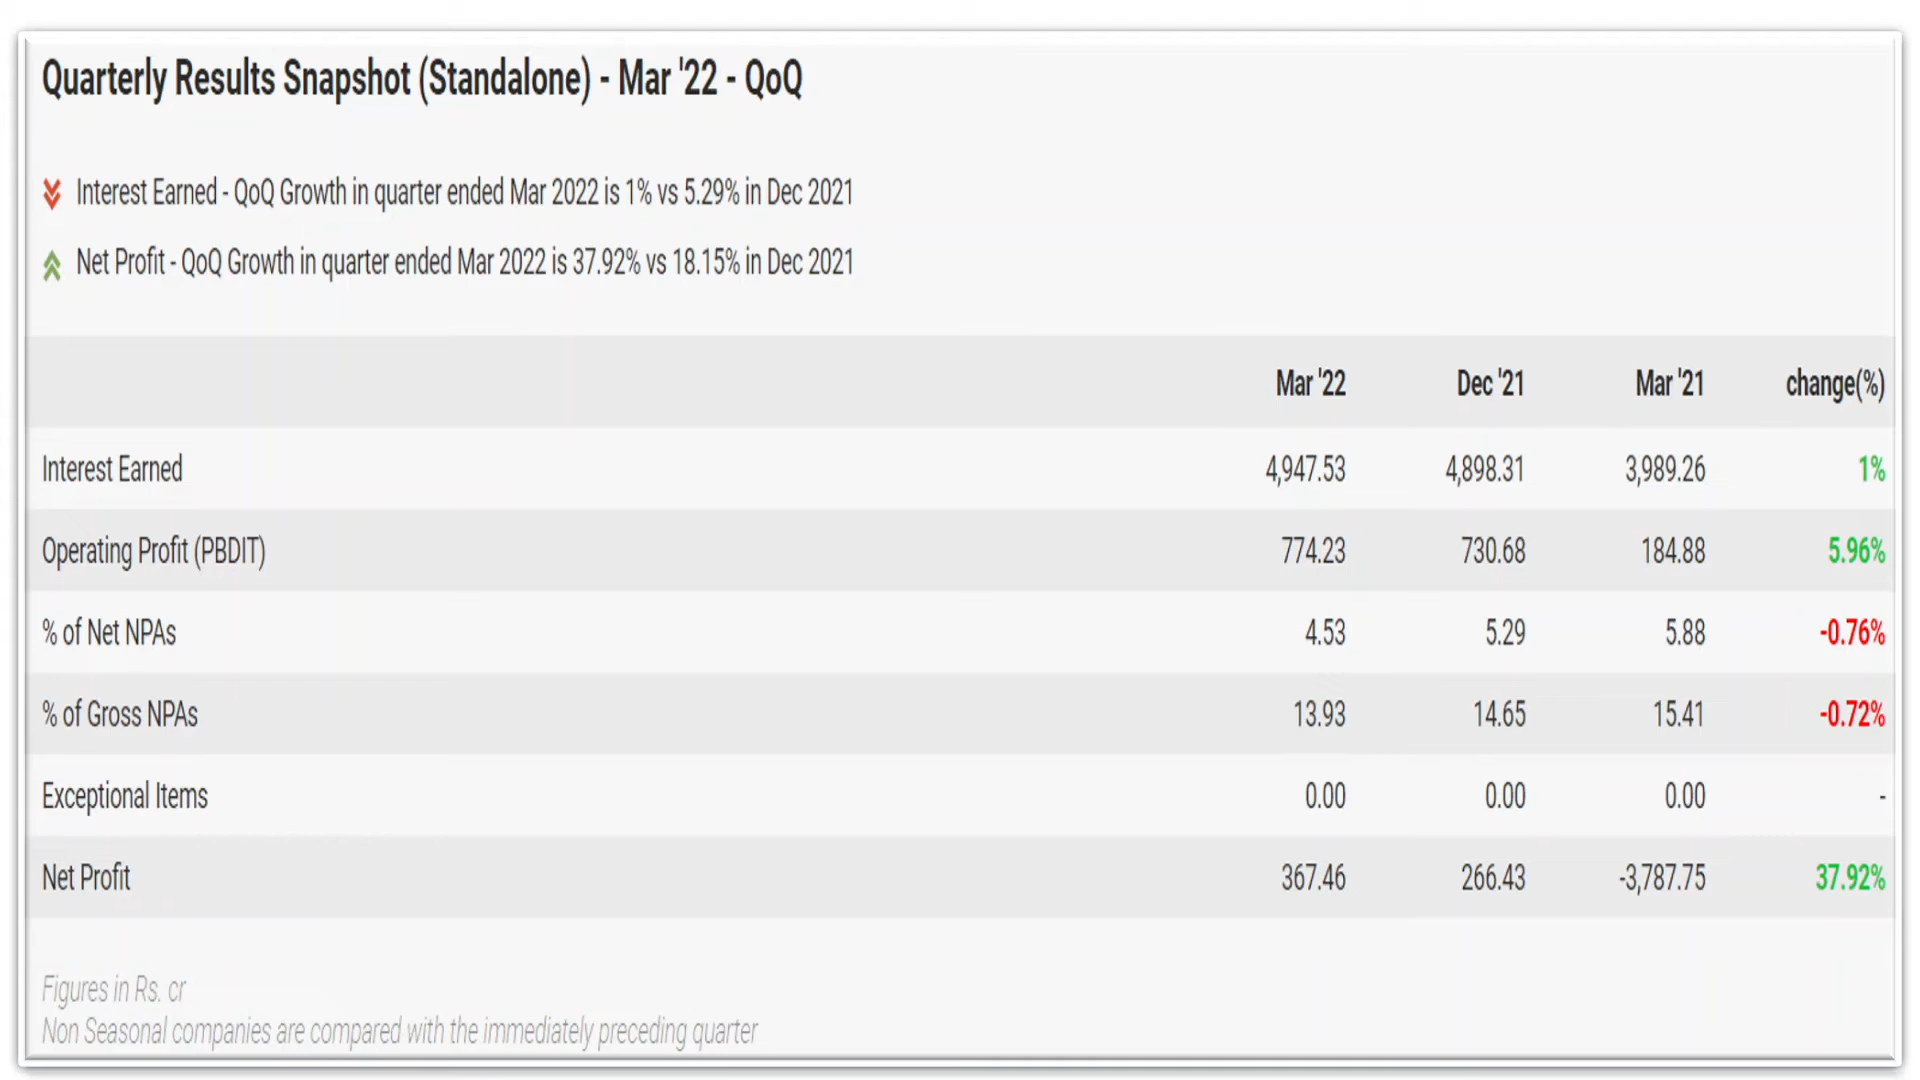 Quarterly Results Snapshot (Standalone) - Mar '22 - QoQ
Interest Earned - QoQ Growth in quarter ended Mar 2022 is 1% vs 5.29% in Dec 2021
Net Profit - QoQ Growth in quarter ended Mar 2022 is 37.92% vs 18.15% in Dec 2021
Mar '22 Dec '21 Mar '21 change(%)
Interest Earned 4,947.53 4,898.31 3,989.26 1%
Operating Profit (PBDIT) 774.23 730.68 184.88 5.96%
% of Net NPAs 4.53 5.29 5.88 -0.76%
% of Gross NPAs 13.93 14.65 15.41 -0.72%
Exceptional Items 0.00 0.00 0.00 -
Net Profit 367.46 266.43 -3,787.75 37.92%
Figures in Rs. cr
Non Seasonal companies are compared with the immediately preceding quarter